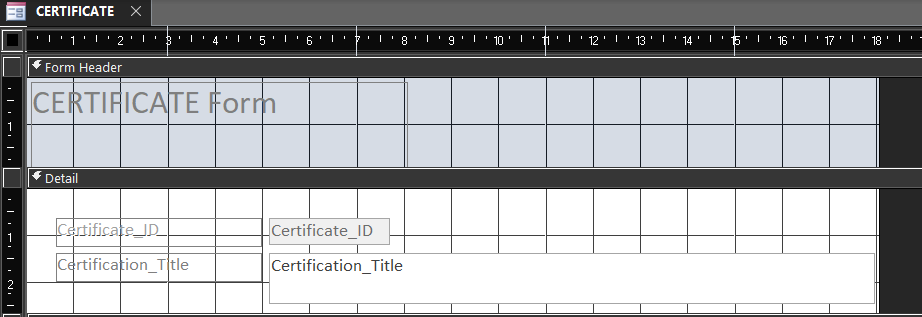 CERTIFICATE
1 2 3 4 5 6 7 8 9 10 11 12 13 14 15 16 17 18
Form Header
CERTIFICATE Form
1
Detail
Certificate_ID Certificate_ID
1
Certification_Title Certification_Title
2